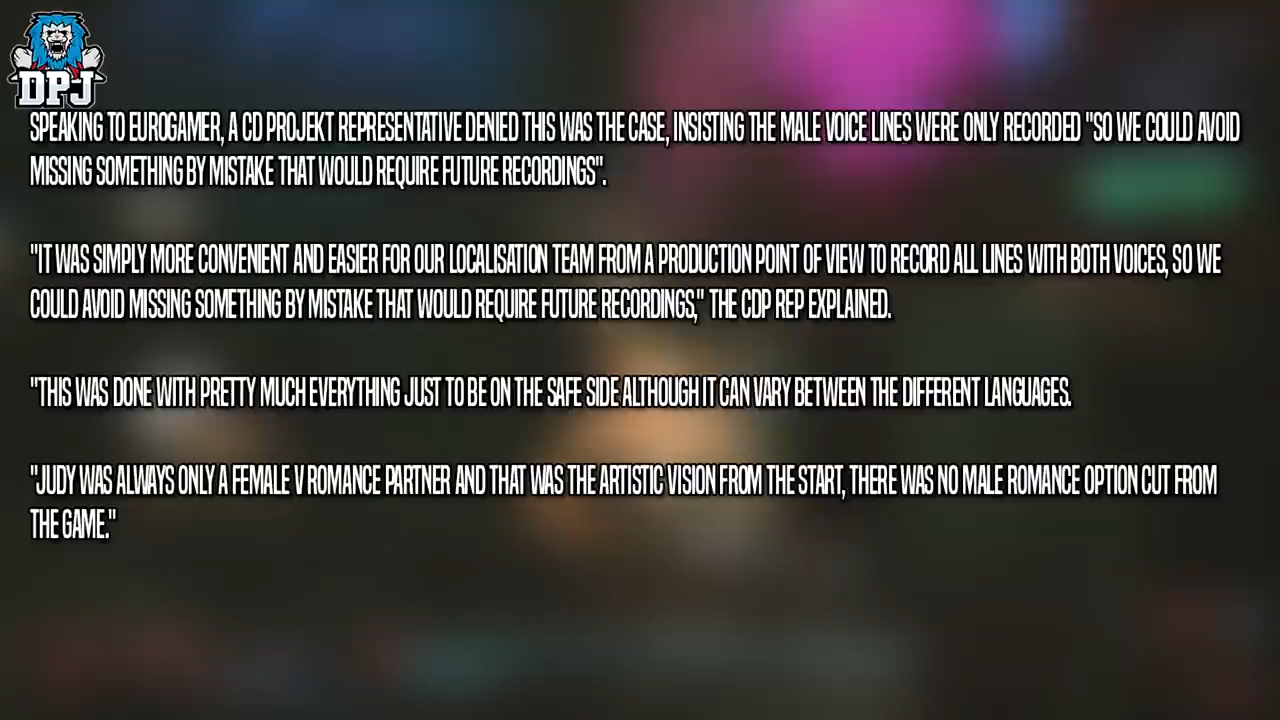 DPJ
SPEAKING TO EUROGAMER, A CD PROJEKT REPRESENTATIVE DENIED THIS WAS THE CASE, INSISTING THE MALE VOICE LINES WERE ONLY RECORDED "SO WE COULD AVOID
MISSING SOMETHING BY MISTAKE THAT WOULD REQUIRE FUTURE RECORDINGS".
"IT WAS SIMPLY MORE CONVENIENT AND EASIER FOR OUR LOCALISATION TEAM FROM A PRODUCTION POINT OF VIEW TO RECORD ALL LINES WITH BOTH VOICES, SO WE
COULD AVOID MISSING SOMETHING BY MISTAKE THAT WOULD REQUIRE FUTURE RECORDINGS," THE CDP REP EXPLAINED.
"THIS WAS DONE WITH PRETTY MUCH EVERYTHING JUST TO BE ON THE SAFE SIDE ALTHOUGH IT CAN VARY BETWEEN THE DIFFERENT LANGUAGES.
"JUDY WAS ALWAYS ONLY A FEMALE V ROMANCE PARTNER AND THAT WAS THE ARTISTIC VISION FROM THE START, THERE WAS NO MALE ROMANCE OPTION CUT FROM
THE GAME."